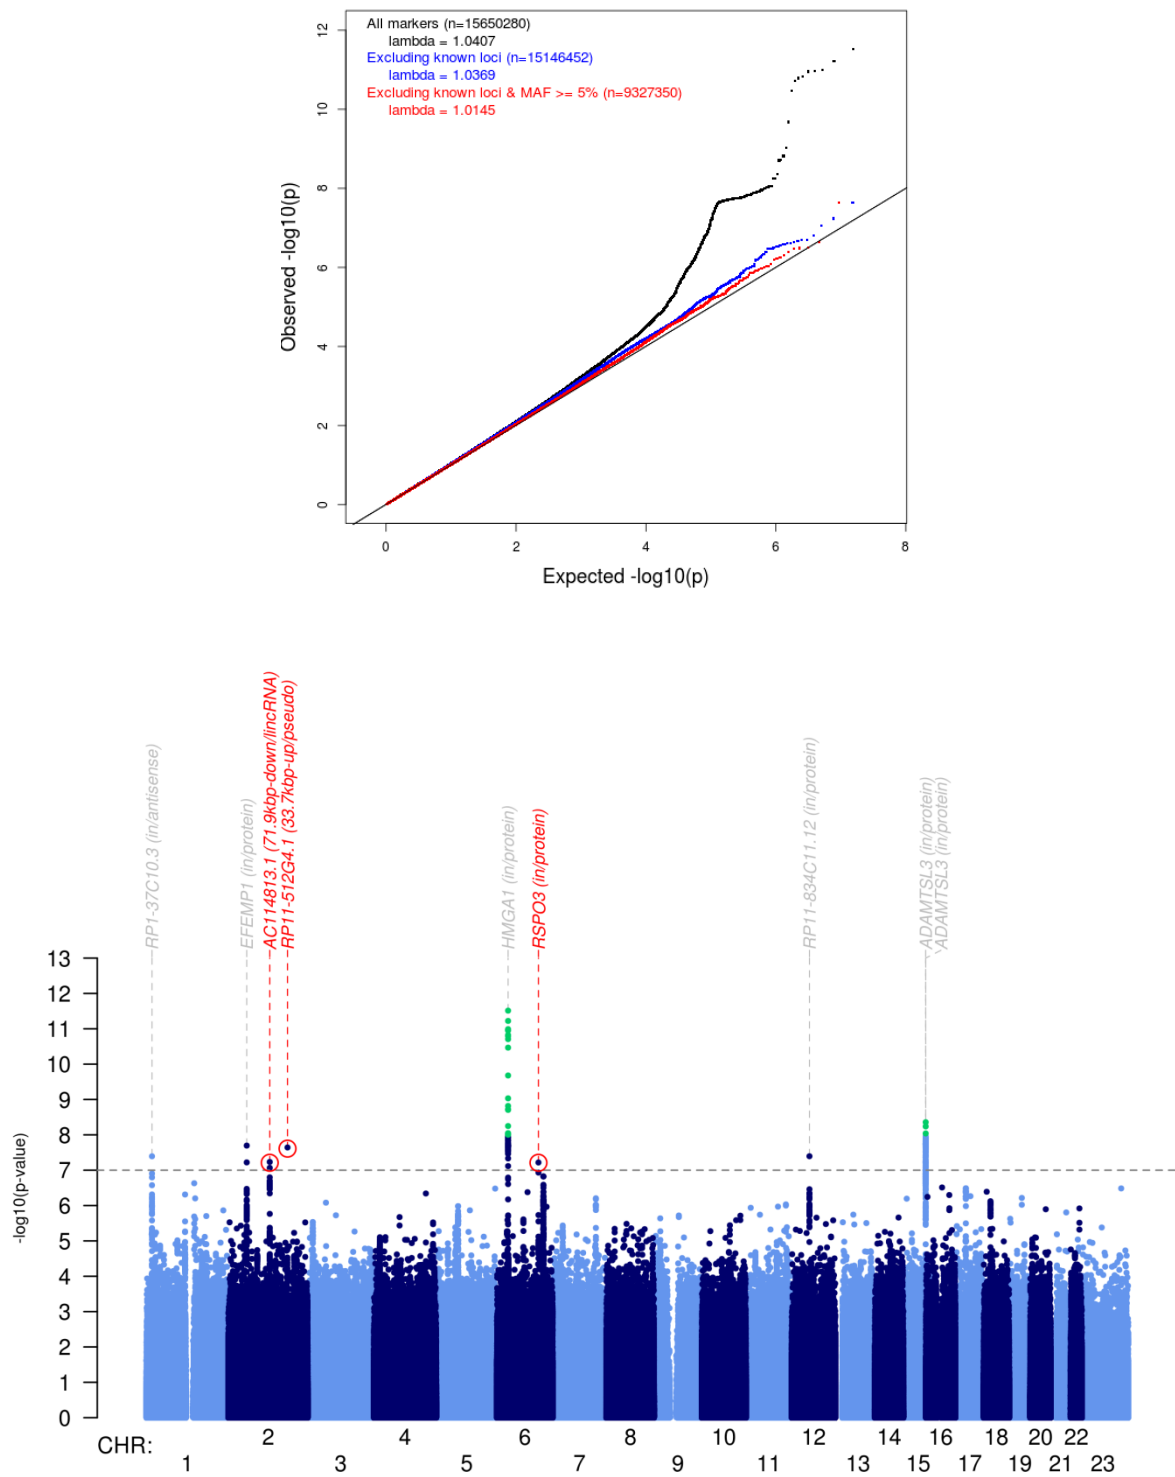 All markers (n=15650280)
lambda = 1.0407
Excluding known loci (n=15146452)
lambda = 1.0369
Excluding known loci & MAF >= 5% (n=9327350)
lambda = 1.0145
12
10
8
6
4
2
0
Observed -log10(p)
0 2 4 6 8
Expected -log10(p)
RP1-37C10.3 (in/antisense)
EFEMP1 (in/protein)
AC114813.1 (71.9kbp-down/lincRNA)
RP11-512G4.1 (33.7kbp-up/pseudo)
HMGA1 (in/protein)
RSPO3 (in/protein)
RP11-834C11.12 (in/protein)
ADAMTSL3 (in/protein)
ADAMTSL3 (in/protein)
13
12
11
10
9
8
7
6
5
4
3
2
1
0
-log10(p-value)
CHR:
2 4 6 8 10 12 14 16 18 20 22
1 3 5 7 9 11 13 15 17 19 21 23